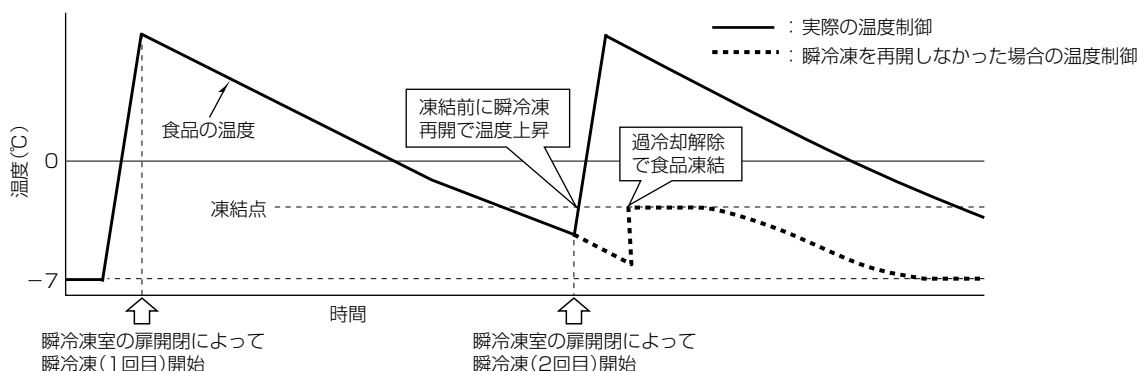 ：実際の温度制御
：瞬冷凍を再開しなかった場合の温度制御
凍結前に瞬冷凍
再開で温度上昇
食品の温度
過冷却解除
で食品凍結
温度(℃)
0
凍結点
−7
時間
瞬冷凍室の扉開閉によって
瞬冷凍(1回目)開始
瞬冷凍室の扉開閉によって
瞬冷凍(2回目)開始